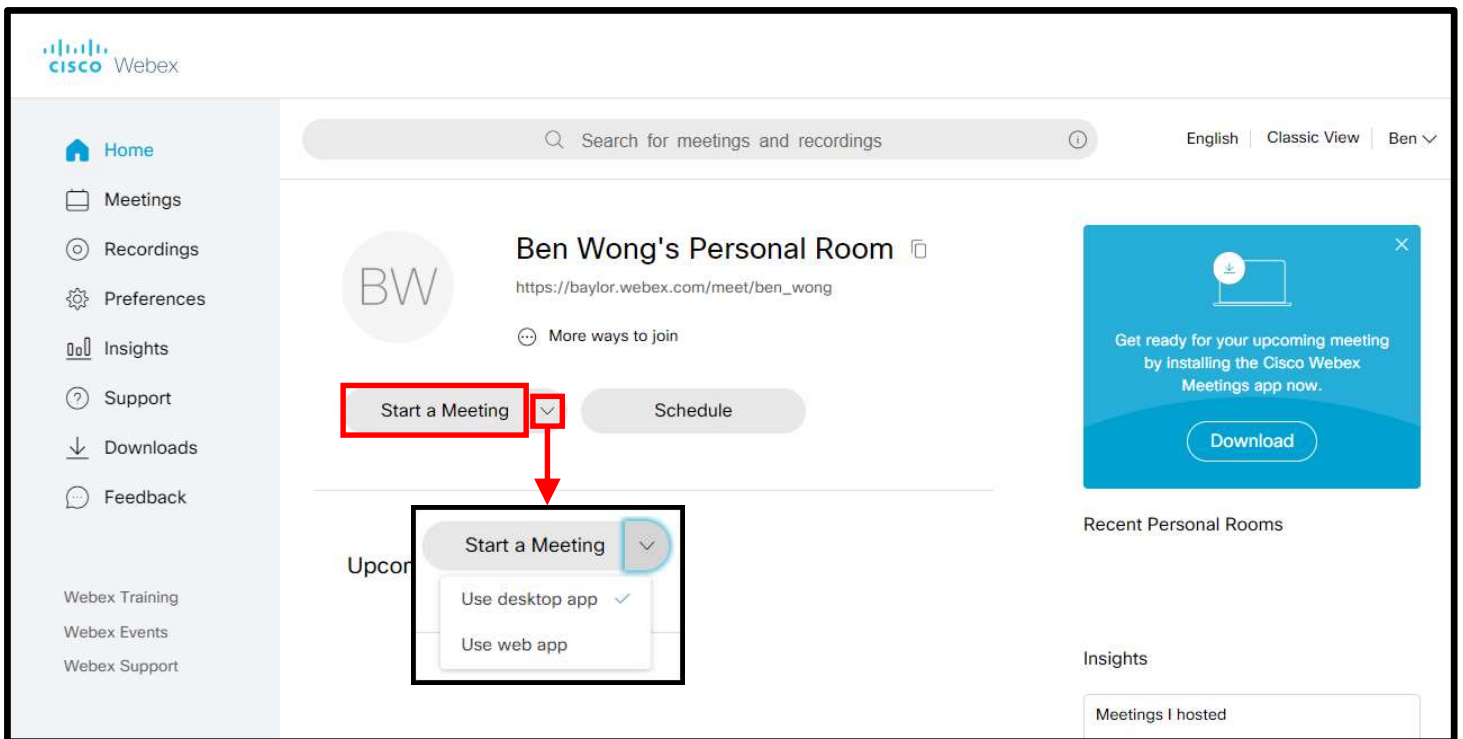 CISCO Webex
Home
Meetings
Recordings
Preferences
Insights
Support
Downloads
Feedback
Webex Training
Webex Events
Webex Support
Search for meetings and recordings
English
Classic View
Ben
BW
Ben Wong's Personal Room
https://baylor.webex.com/meet/ben_wong
More ways to join
Start a Meeting
Schedule
Upcom
Start a Meeting
Use desktop app
Use web app
Get ready for your upcoming meeting
by installing the Cisco Webex
Meetings app now.
Download
Recent Personal Rooms
Insights
Meetings I hosted